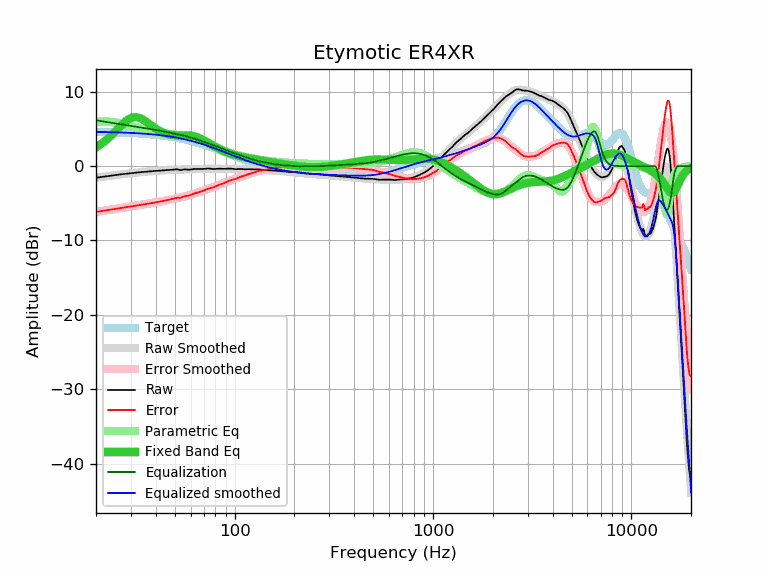 Etymotic ER4XR
Amplitude (dBr)
10
0
−10
−20
−30
−40
Target
Raw Smoothed
Error Smoothed
Raw
Error
Parametric Eq
Fixed Band Eq
Equalization
Equalized smoothed
100
1000
10000
Frequency (Hz)